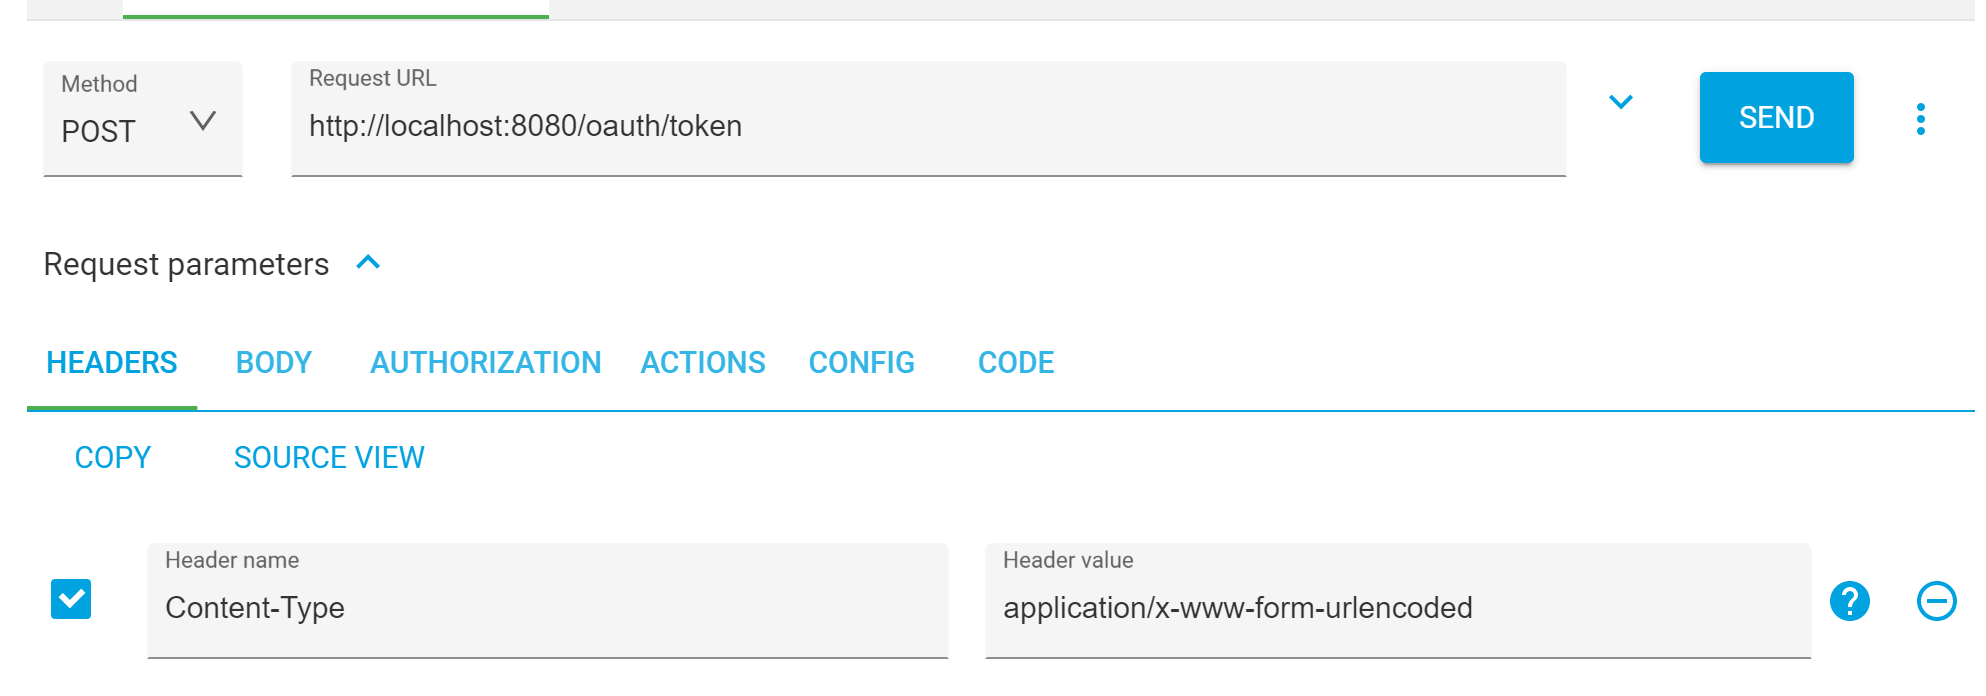 Method
POST
Request URL
http://localhost:8080/oauth/token
SEND
Request parameters
HEADERS BODY AUTHORIZATION ACTIONS CONFIG CODE
COPY SOURCE VIEW
Header name
Content-Type
Header value
application/x-www-form-urlencoded